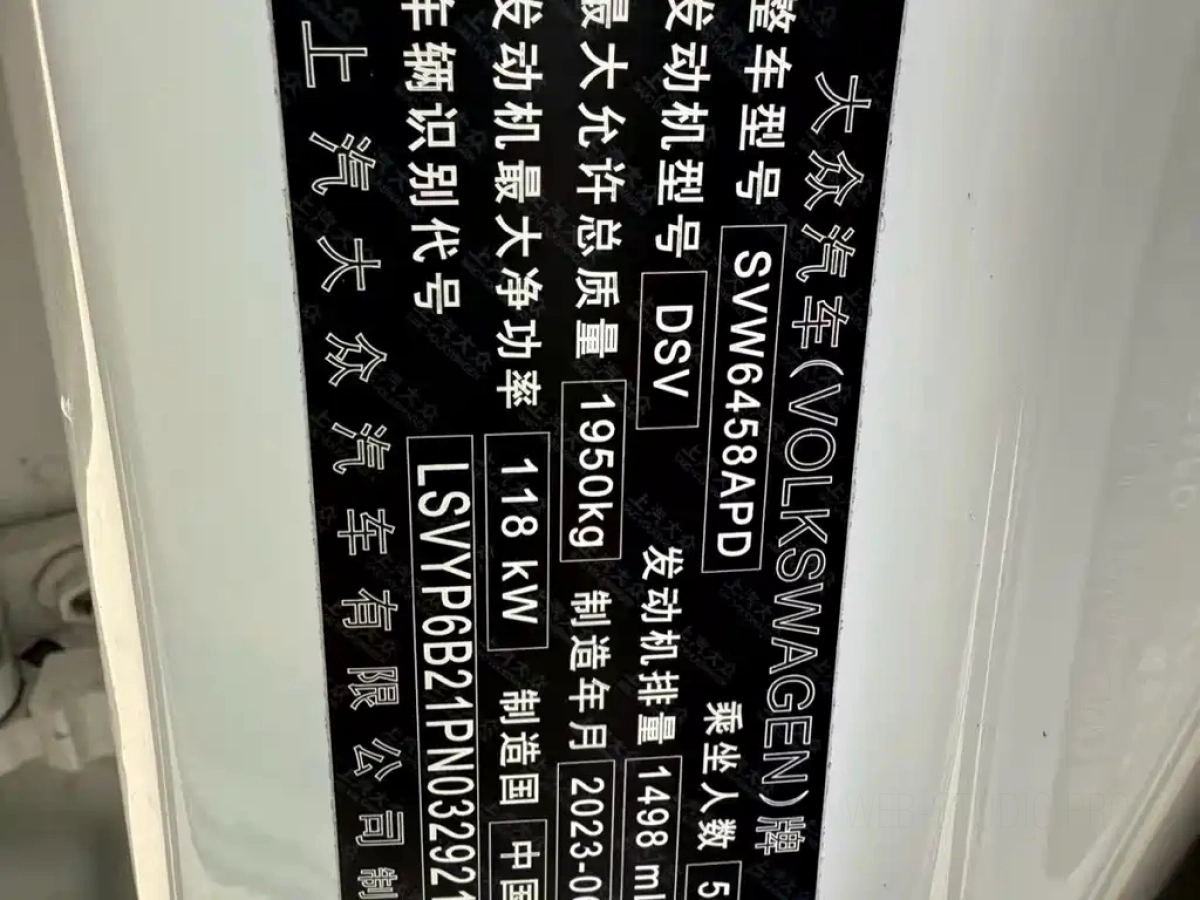 大众汽车(VOLKSWAGEN)牌
整车型号 SVW6458APD 乘坐人数 5
发动机型号 DSV 发动机排量 1498 ml
最大允许总质量 1950kg 制造年月 2023-0
发动机最大净功率 118 kW 制造国 中国
车辆识别代号 LSVYP6B21PN032921
上汽大众汽车有限公司制